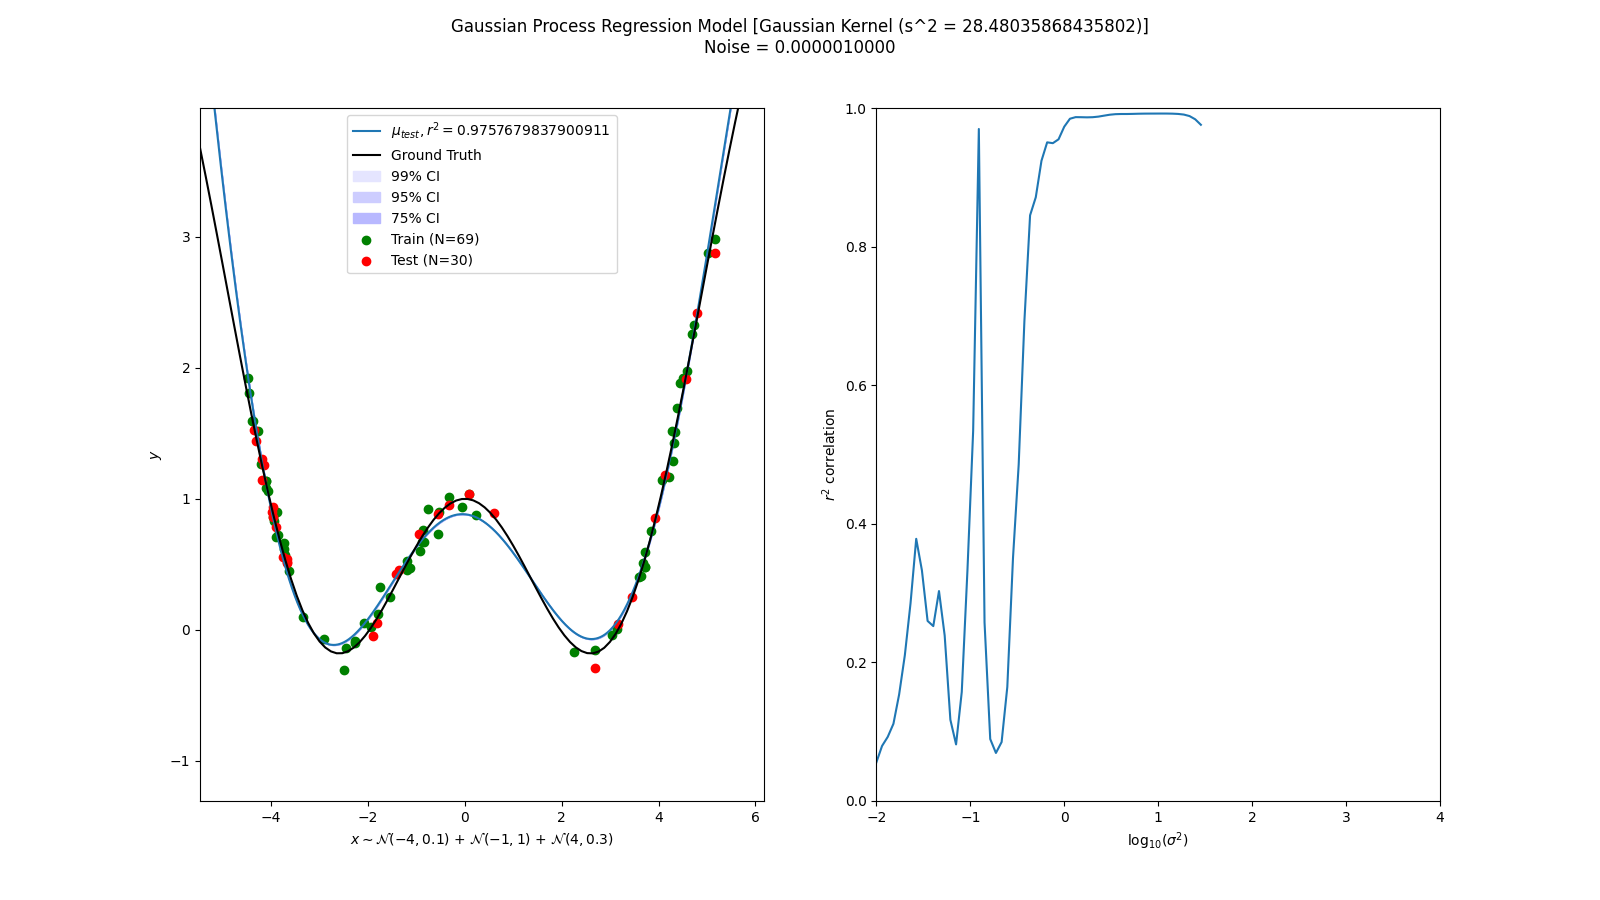 Gaussian Process Regression Model [Gaussian Kernel (s^2 = 28.48035868435802)]
Noise = 0.0000010000
μ_test, r² = 0.9757679837900911
Ground Truth
99% CI
95% CI
75% CI
Train (N=69)
Test (N=30)
3
2
1
0
−1
y
−4 −2 0 2 4 6
x ~ 𝒩(−4, 0.1) + 𝒩(−1, 1) + 𝒩(4, 0.3)
1.0
0.8
0.6
0.4
0.2
0.0
r² correlation
−2 −1 0 1 2 3 4
log₁₀(σ²)